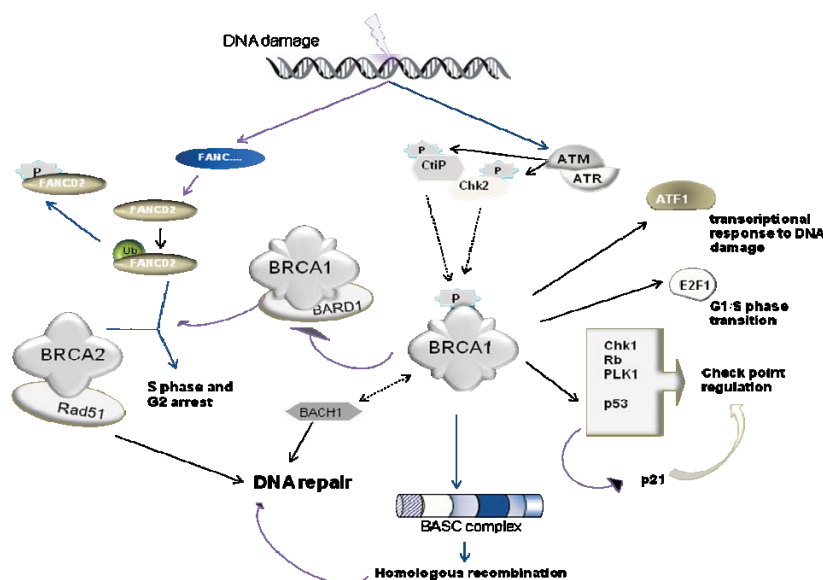 DNA damage
FANC....
P
FANCD2
FANCD2
Ub
FANCD2
P
CtiP
P
Chk2
ATM
ATR
ATF1
transcriptional
response to DNA
damage
E2F1
G1:S phase
transition
BRCA1
BARD1
P
BRCA1
BRCA2
Rad51
S phase and
G2 arrest
Chk1
Rb
PLK1
p53
Check point
regulation
BACH1
DNA repair
p21
BASC complex
Homologous recombination